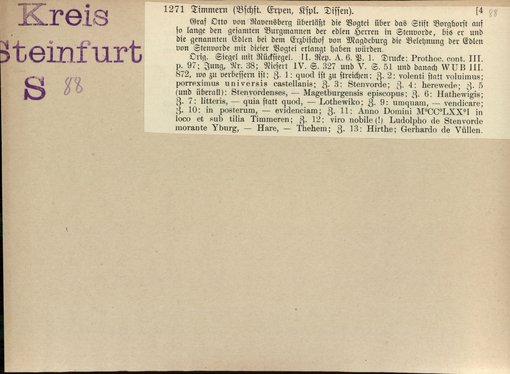 Kreis
Steinfurt
S 88
1271 Timmern (Bschft. Erpen, Kspl. Dissen). [4 88
Graf Otto von Ravensberg überläßt die Vogtei über das Stift Borghorst auf
so lange den gesamten Burgmannen der edlen Herren in Stenvorde, bis er und
die genannten Edlen bei dem Erzbischof von Magdeburg die Belehnung der Edlen
von Stenvorde mit dieser Vogtei erlangt haben würden.
Orig. Siegel mit Rücksiegel. II. Rep. A. 6. P. 1. Drucke: Prothoc. cont. III.
p. 97; Jung, Nr. 38; Niesert IV. S. 327 und V. S. 51 und danach WUB III.
872, wo zu verbessern ist: Z. 1: quod ist zu streichen; Z. 2: volenti statt voluimus;
porreximus universis castellanis; Z. 3: Stenvorde; Z. 4: herewede; Z. 5
(und überall): Stenvordenses, — Magetburgensis episcopus; Z. 6: Hathewigis;
Z. 7: litteris, — quia statt quod, — Lothewiko; Z. 9: umquam, — vendicare;
Z. 10: in posterum, — evidenciam; Z. 11: Anno Domini M°CC°LXX°I in
loco et sub tilia Timmeren; Z. 12: viro nobile (!) Ludolpho de Stenvorde
morante Yburg, — Hare, — Thehem; Z. 13: Hirthe; Gerhardo de Vüllen.